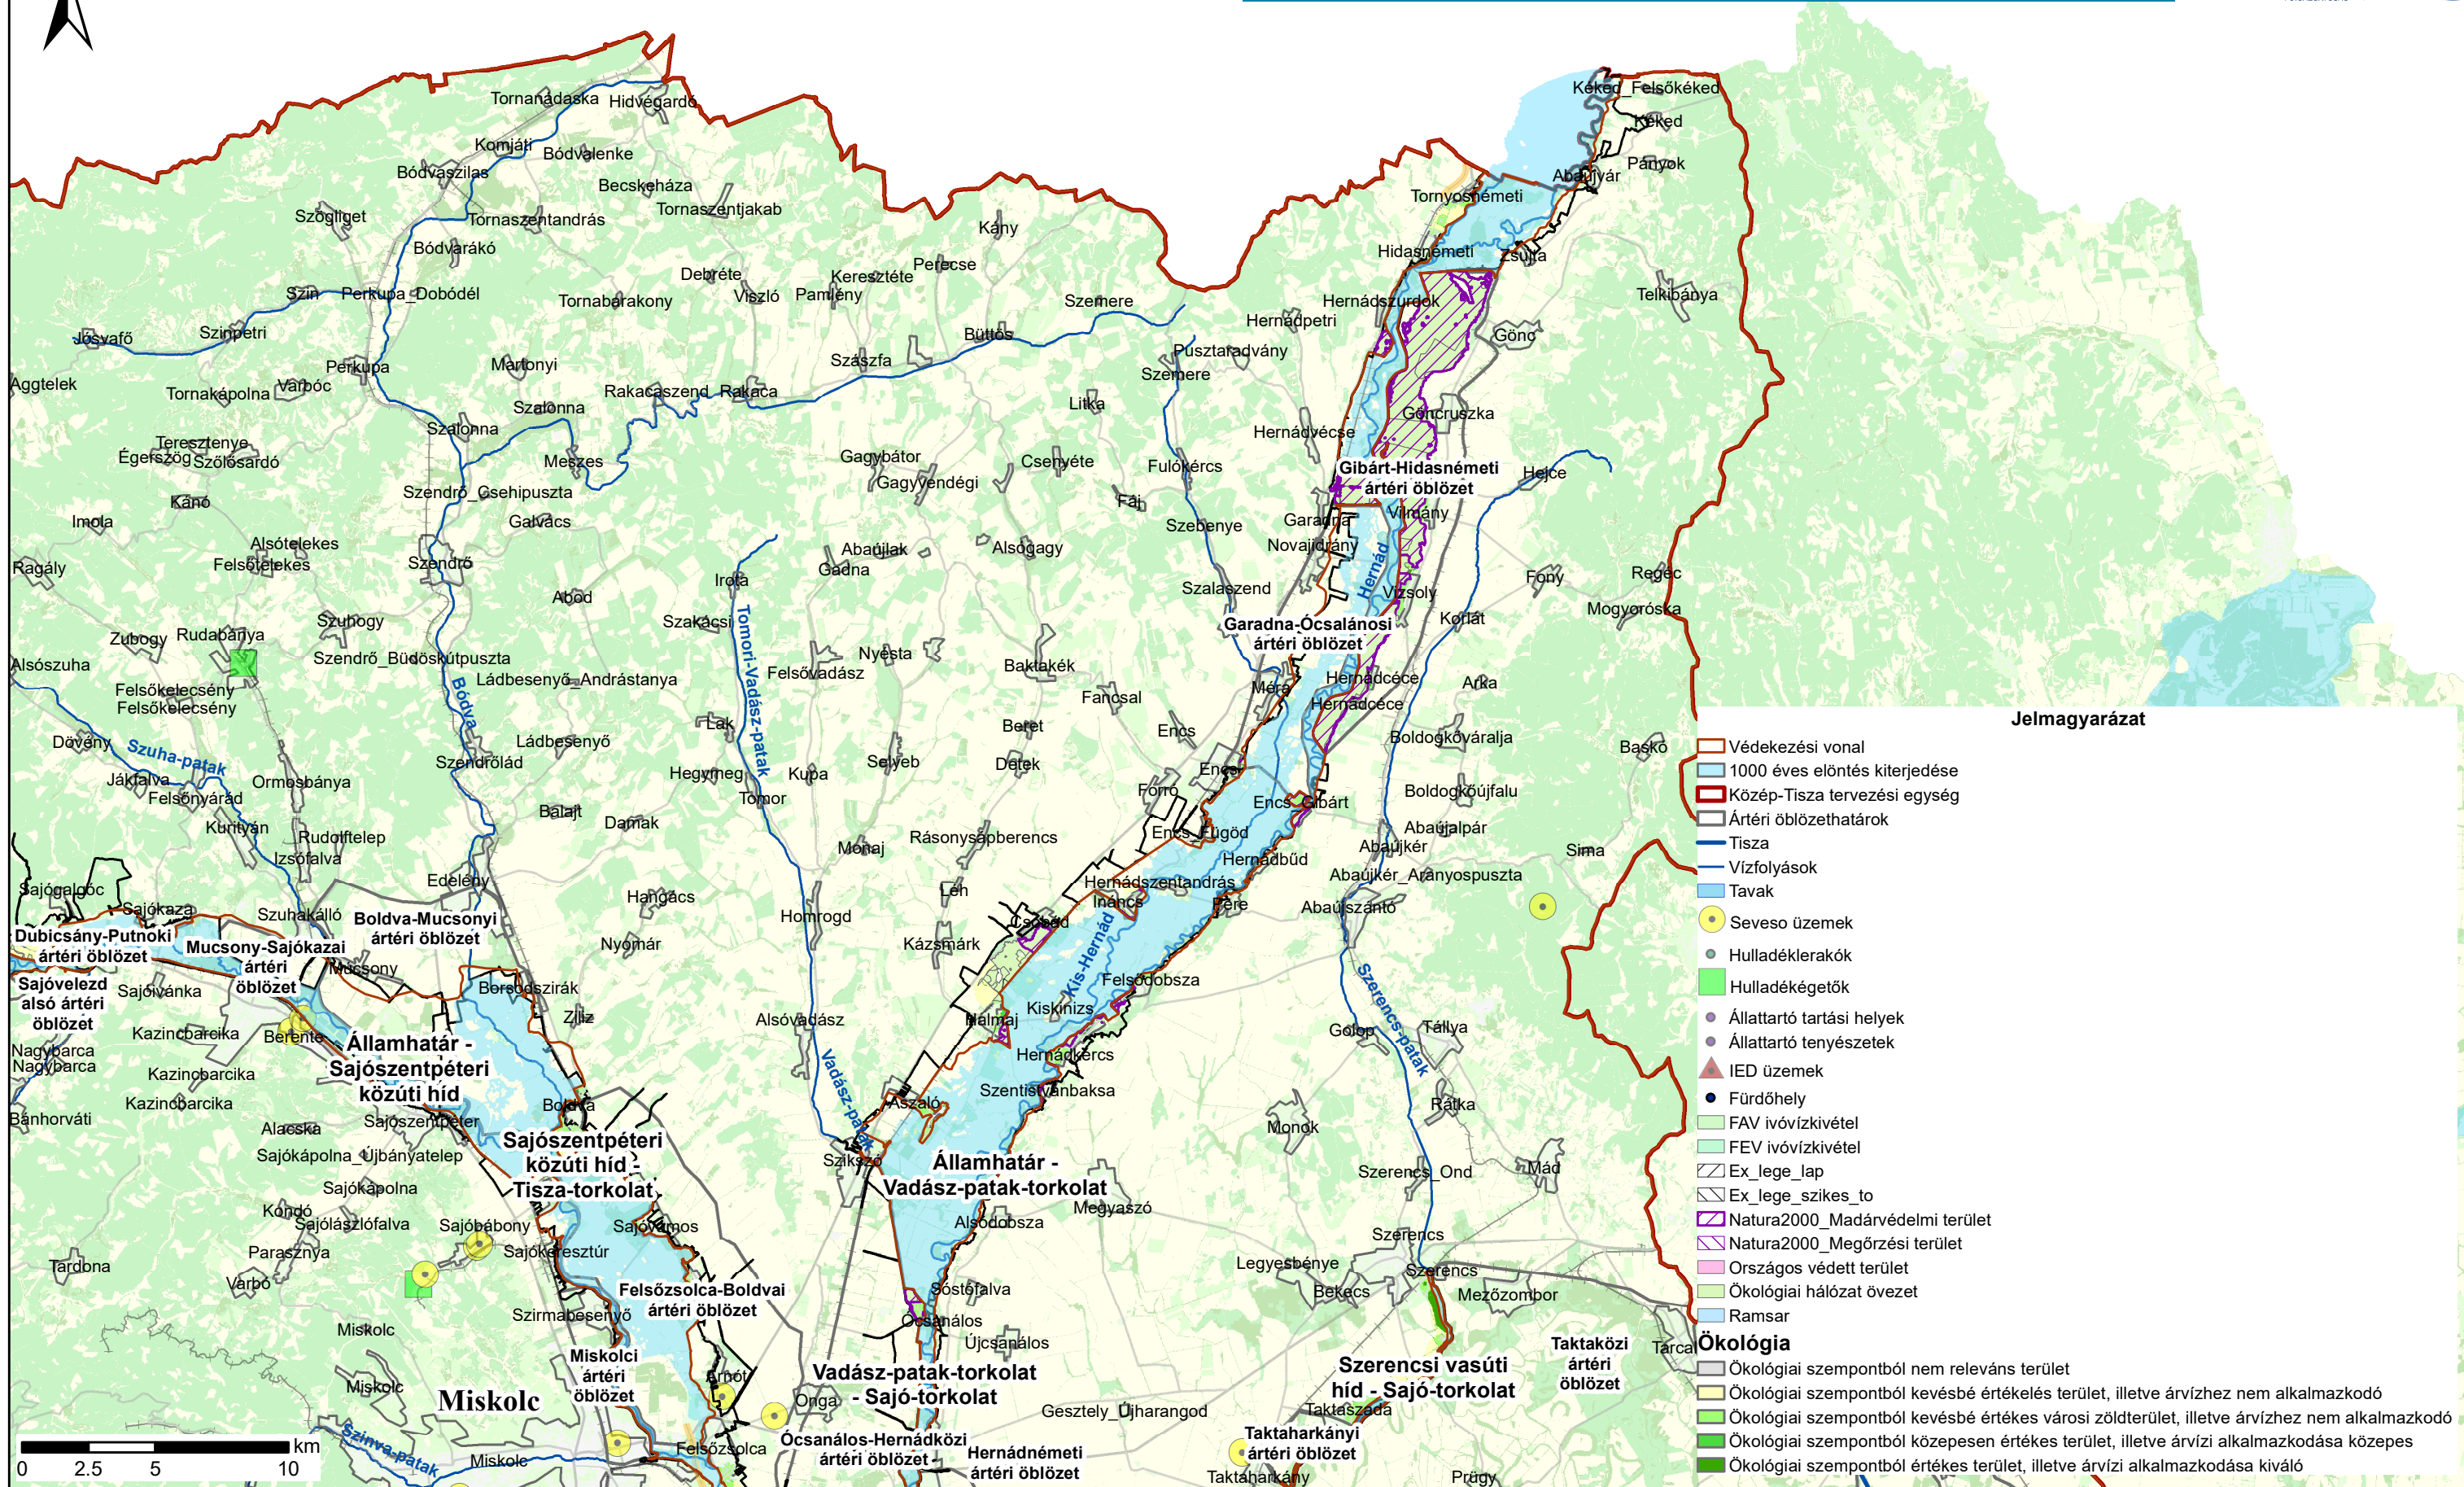 Kéked_Felsőkéked
Tornanádaska
Hidvégardó
Kéked
Komjáti
Bódvalenke
Pányok
Bódvaszilas
Abaújvár
Becskeháza
Tornyosnémeti
Tornaszentjakab
Szögliget
Tornaszentandrás
Kány
Bódvarákó
Hidasnémeti
Zsujta
Perecse
Debréte
Keresztéte
Szin
Perkupa_Dobódél
Viszló
Pamlény
Telkibánya
Tornabarakony
Szemere
Hernádszurdok
Hernádpetri
Jósvafő
Szinpetri
Büttös
Gönc
Pusztaradvány
Perkupa
Martonyi
Szászfa
Szemere
Aggtelek
Varbóc
Tornakápolna
Rakacaszend
Rakaca
Szalonna
Litka
Göncruszka
Szalonna
Hernádvécse
Teresztenye
Égerszög
Szőlősardó
Meszes
Gagybátor
Csenyéte
Fulókércs
Gibárt-Hidasnémeti
ártéri öblözet
Hejce
Gagyvendégi
Szendrő_Csehipuszta
Kánó
Fáj
Imola
Galvács
Szebenye
Garadna
Vilmány
Alsótelekes
Abaújlak
Alsógagy
Novajidrány
Felsőtelekes
Szendrő
Gadna
Ragály
Irota
Hernád
Fony
Regéc
Abod
Szalaszend
Vizsoly
Mogyoróska
Szuhogy
Szakácsi
Garadna-Ócsalánosi
ártéri öblözet
Korlát
Zubogy
Rudabánya
Tomori-Vadász-patak
Alsószuha
Szendrő_Büdöskútpuszta
Nyésta
Baktakék
Felsővadász
Ládbesenyő_Andrástanya
Hernádcéce
Arka
Méra
Felsőkelecsény
Felsőkelecsény
Bódva
Fancsal
Hernádcéce
Lak
Beret
Encs
Dövény
Szuha-patak
Ládbesenyő
Boldogkőváralja
Baskó
Szendrőlád
Selyeb
Detek
Encs
Jákfalva
Ormosbánya
Hegymeg
Kupa
Felsőnyárád
Tomor
Forró
Encs_Gibárt
Boldogkőújfalu
Balajt
Damak
Kurityán
Rudolftelep
Rásonysápberencs
Encs_Fügöd
Abaújalpár
Monaj
Abaújkér
Sima
Izsófalva
Hernádbűd
Edelény
Léh
Hernádszentandrás
Abaújkér_Aranyospuszta
Sajógalgóc
Hangács
Ináncs
Pere
Abaújszántó
Sajókaza
Szuhakálló
Boldva-Mucsonyi
ártéri öblözet
Homrogd
Csobád
Dubicsány-Putnoki
ártéri öblözet
Mucsony-Sajókazai
ártéri
öblözet
Nyomár
Kázsmárk
Kis-Hernád
Múcsony
Sajóvelezd
alsó ártéri
öblözet
Sajóivánka
Borsodszirák
Felsődobsza
Szerencs-patak
Ziliz
Alsóvadász
Halmaj
Kiskinizs
Kazincbarcika
Berente
Golop
Tállya
Államhatár -
Sajószentpéteri
közúti híd
Nagybarca
Nagybarca
Hernádkércs
Vadász-patak
Kazincbarcika
Kazincbarcika
Szentistvánbaksa
Bánhorváti
Boldva
Aszaló
Rátka
Alacska
Sajószentpéter
Monok
Sajószentpéteri
közúti híd -
Tisza-torkolat
Sajókápolna_Újbányatelep
Szikszó
Államhatár -
Vadász-patak-torkolat
Szerencs_Ond
Mád
Sajókápolna
Megyaszó
Kondó
Sajólászlófalva
Sajóbábony
Sajóvámos
Alsódobsza
Parasznya
Sajókeresztúr
Szerencs
Tardona
Varbó
Legyesbénye
Szerencs
Felsőzsolca-Boldvai
ártéri öblözet
Sóstófalva
Bekecs
Mezőzombor
Szirmabesenyő
Ócsanálos
Miskolc
Újcsanálos
Miskolci
ártéri
öblözet
Taktaközi
ártéri
öblözet
Tarcal
Arnót
Vadász-patak-torkolat
- Sajó-torkolat
Szerencsi vasúti
híd - Sajó-torkolat
Miskolc
Miskolc
Onga
Gesztely_Újharangod
Taktaszada
Szinva-patak
Felsőzsolca
Ócsanálos-Hernádközi
ártéri öblözet
Hernádnémeti
ártéri öblözet
Taktaharkányi
ártéri öblözet
Miskolc
Taktaharkány
Prügy
km
0 2.5 5 10
Jelmagyarázat
Védekezési vonal
1000 éves elöntés kiterjedése
Közép-Tisza tervezési egység
Ártéri öblözethatárok
Tisza
Vízfolyások
Tavak
Seveso üzemek
Hulladéklerakók
Hulladékégetők
Állattartó tartási helyek
Állattartó tenyészetek
IED üzemek
Fürdőhely
FAV ivóvízkivétel
FEV ivóvízkivétel
Ex_lege_lap
Ex_lege_szikes_to
Natura2000_Madárvédelmi terület
Natura2000_Megőrzési terület
Országos védett terület
Ökológiai hálózat övezet
Ramsar
Ökológia
Ökológiai szempontból nem releváns terület
Ökológiai szempontból kevésbé értékelés terület, illetve árvízhez nem alkalmazkodó
Ökológiai szempontból kevésbé értékes városi zöldterület, illetve árvízhez nem alkalmazkodó
Ökológiai szempontból közepesen értékes terület, illetve árvízi alkalmazkodása közepes
Ökológiai szempontból értékes terület, illetve árvízi alkalmazkodása kiváló